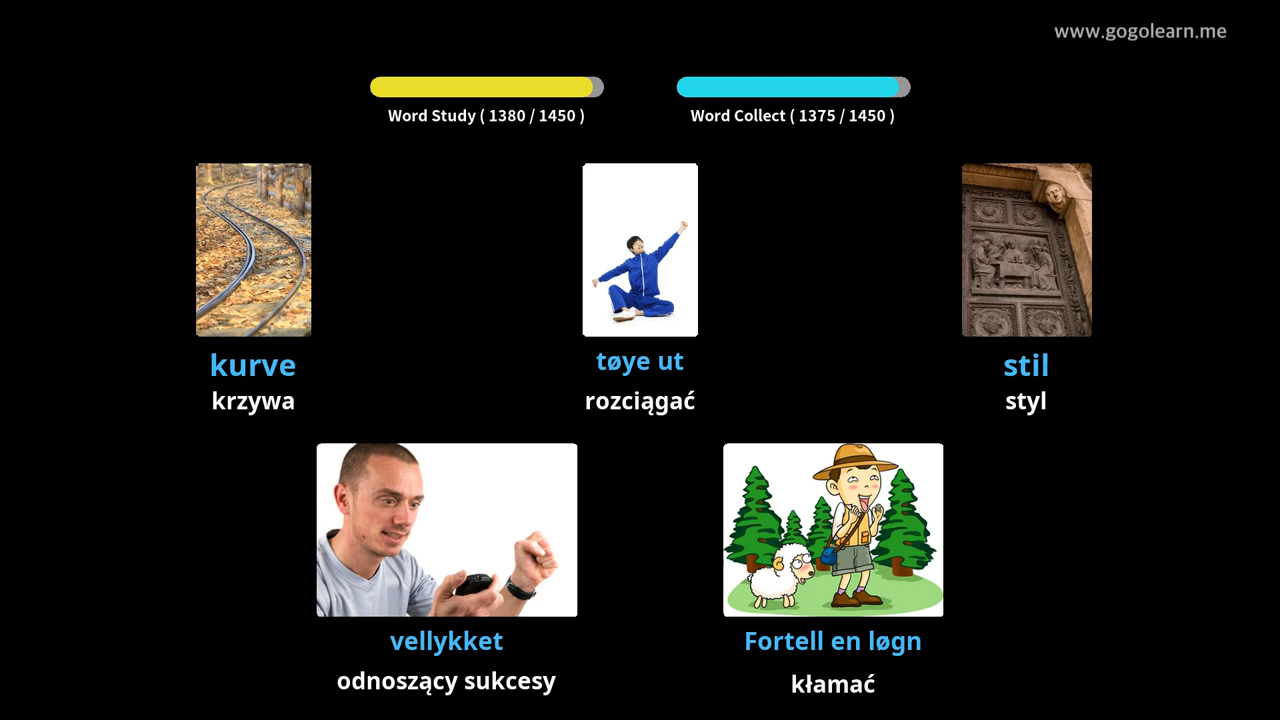 www.gogolearn.me
Word Study ( 1380 / 1450 )
Word Collect ( 1375 / 1450 )
kurve
krzywa
tøye ut
rozciągać
stil
styl
vellykket
odnoszący sukcesy
Fortell en løgn
kłamać